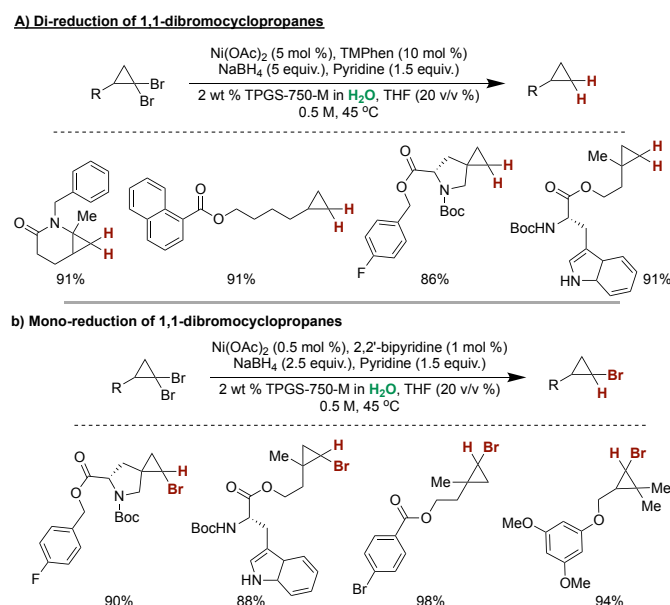 A) Di-reduction of 1,1-dibromocyclopropanes
Ni(OAc)2 (5 mol %), TMPhen (10 mol %)
NaBH4 (5 equiv.), Pyridine (1.5 equiv.)
2 wt % TPGS-750-M in H2O, THF (20 v/v %)
0.5 M, 45 oC
R
Br
Br
R
H
H
O
N
Me
H
H
91%
O
O
H
H
91%
O
O
N
Boc
F
H
H
86%
Me
H
H
O
O
BocHN
HN
91%
b) Mono-reduction of 1,1-dibromocyclopropanes
Ni(OAc)2 (0.5 mol %), 2,2'-bipyridine (1 mol %)
NaBH4 (2.5 equiv.), Pyridine (1.5 equiv.)
2 wt % TPGS-750-M in H2O, THF (20 v/v %)
0.5 M, 45 oC
R
Br
Br
R
Br
H
O
O
N
Boc
F
H
Br
90%
Me
H
Br
O
O
BocHN
HN
88%
H
Br
Me
O
O
Br
98%
H
Br
Me
Me
O
MeO
OMe
94%